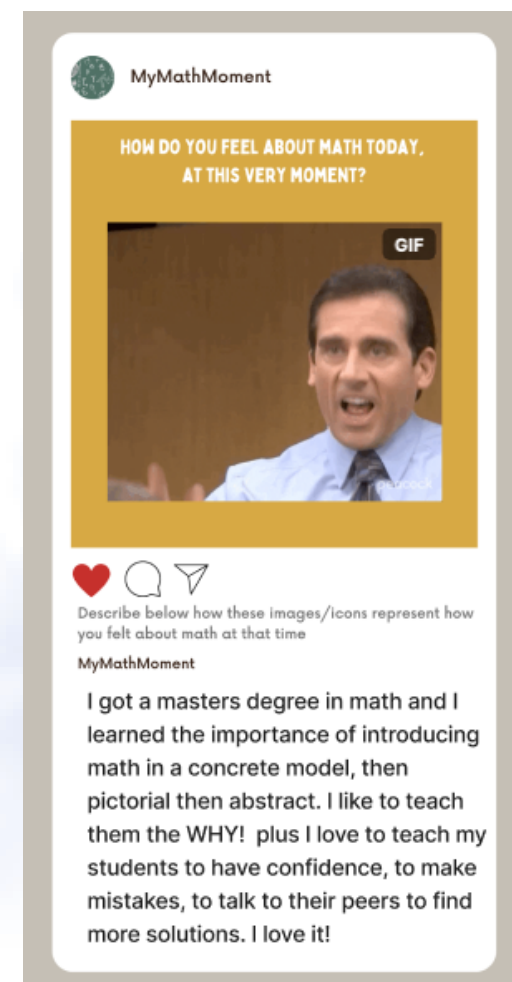 MyMathMoment
HOW DO YOU FEEL ABOUT MATH TODAY,
AT THIS VERY MOMENT?
GIF
peacock
Describe below how these images/icons represent how
you felt about math at that time
MyMathMoment
I got a masters degree in math and I
learned the importance of introducing
math in a concrete model, then
pictorial then abstract. I like to teach
them the WHY!  plus I love to teach my
students to have confidence, to make
mistakes, to talk to their peers to find
more solutions. I love it!